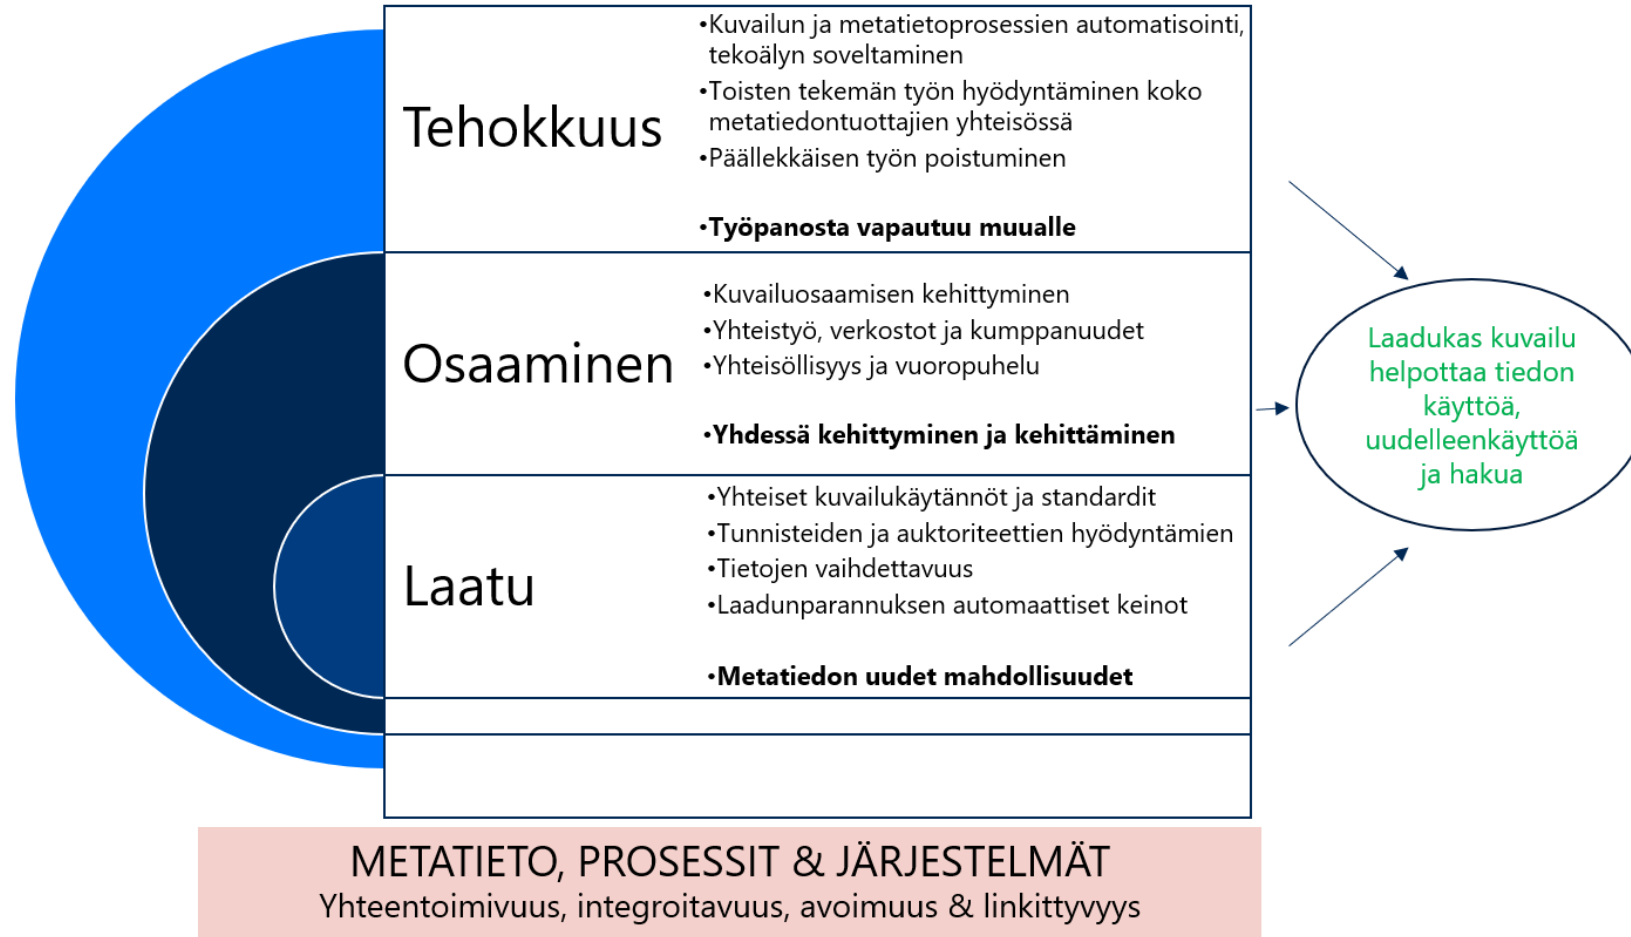 Tehokkuus
•Kuvailun ja metatietoprosessien automatisointi,
tekoälyn soveltaminen
•Toisten tekemän työn hyödyntäminen koko
metatiedontuottajien yhteisössä
•Päällekkäisen työn poistuminen
•Työpanosta vapautuu muualle
Osaaminen
•Kuvailuosaamisen kehittyminen
•Yhteistyö, verkostot ja kumppanuudet
•Yhteisöllisyys ja vuoropuhelu
•Yhdessä kehittyminen ja kehittäminen
Laatu
•Yhteiset kuvailukäytännöt ja standardit
•Tunnisteiden ja auktoriteettien hyödyntämien
•Tietojen vaihdettavuus
•Laadunparannuksen automaattiset keinot
•Metatiedon uudet mahdollisuudet
Laadukas kuvailu
helpottaa tiedon
käyttöä,
uudelleenkäyttöä
ja hakua
METATIETO, PROSESSIT & JÄRJESTELMÄT
Yhteentoimivuus, integroitavuus, avoimuus & linkittyvyys